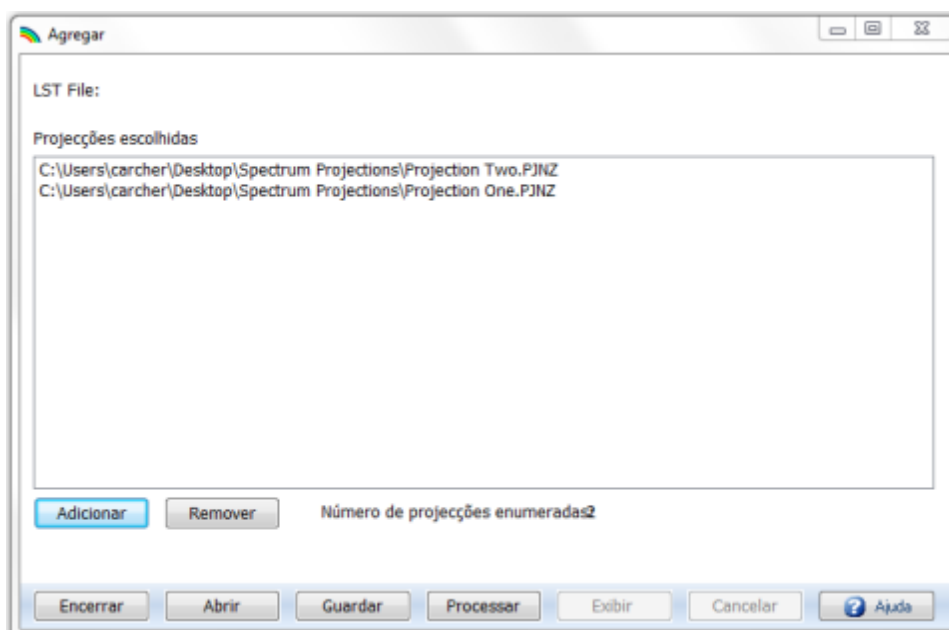 Agregar
LST File:
Projecções escolhidas
C:\Users\carcher\Desktop\Spectrum Projections\Projection Two.PJNZ
C:\Users\carcher\Desktop\Spectrum Projections\Projection One.PJNZ
Adicionar Remover Número de projecções enumeradas2
Encerrar Abrir Guardar Processar Exibir Cancelar ? Ajuda